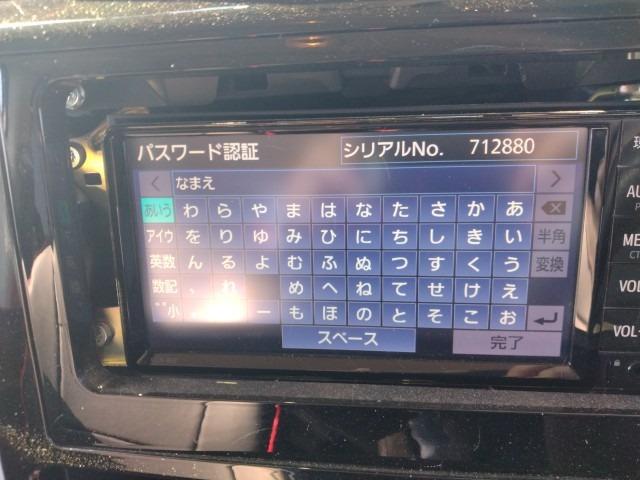 パスワード認証 シリアルNo. 712880
なまえ
あいう わ ら や ま は な た さ か あ
アイウ を り ゆ み ひ に ち し き い 半角
英数 ん る よ む ふ ぬ つ す く う 変換
数記 、 れ め へ ね て せ け え
゛゜小 ー も ほ の と そ こ お
スペース 完了
VOL
VOL